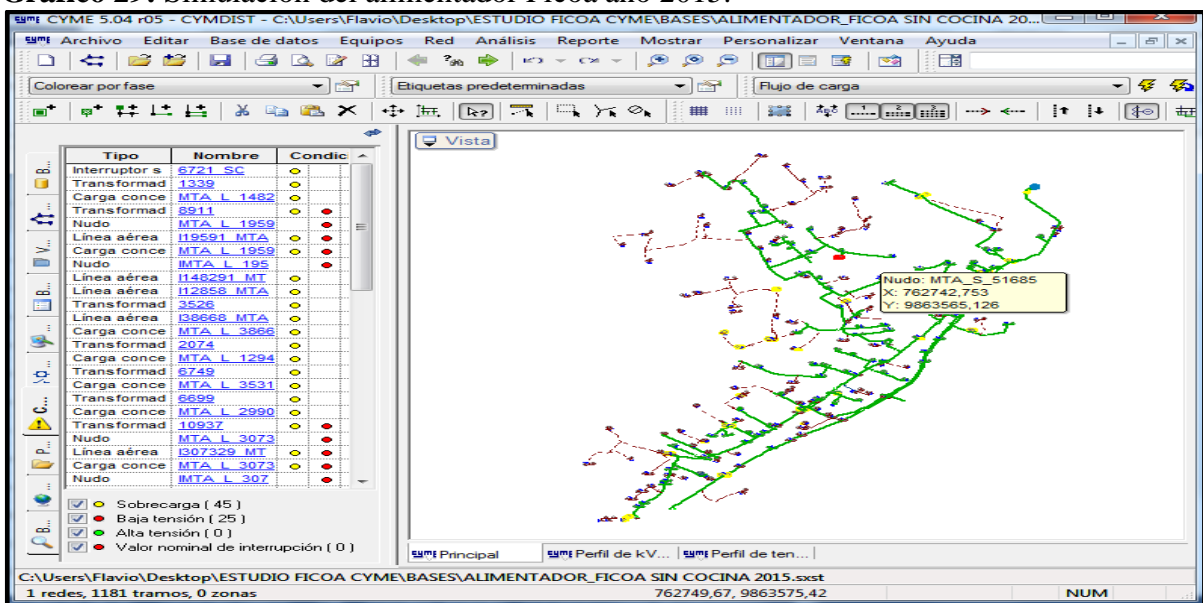 Gráfico 29. Simulación del alimentador Ficoa año 2015.
CYME CYME 5.04 r05 - CYMDIST - C:\Users\Flavio\Desktop\ESTUDIO FICOA CYME\BASES\ALIMENTADOR_FICOA SIN COCINA 20...
CYME Archivo Editar Base de datos Equipos Red Análisis Reporte Mostrar Personalizar Ventana Ayuda
Colorear por fase Etiquetas predeterminadas Flujo de carga
Vista
Tipo Nombre Condic
Interruptor s 6721_SC
Transformad 1339
Carga conce MTA_L_1482
Transformad 8911
Nudo MTA_L_1959
Línea aérea I19591_MTA
Carga conce MTA_L_1959
Nudo IMTA_L_195
Línea aérea I148291_MT
Línea aérea I12858_MTA
Transformad 3526
Línea aérea I38668_MTA
Carga conce MTA_L_3866
Transformad 2074
Carga conce MTA_L_1294
Transformad 6749
Carga conce MTA_L_3531
Transformad 6699
Carga conce MTA_L_2990
Transformad 10937
Nudo MTA_L_3073
Línea aérea I307329_MT
Carga conce MTA_L_3073
Nudo IMTA_L_307
Sobrecarga ( 45 )
Baja tensión ( 25 )
Alta tensión ( 0 )
Valor nominal de interrupción ( 0 )
Nudo: MTA_S_51685
X: 762742,753
Y: 9863565,126
CYME Principal CYME Perfil de kV... CYME Perfil de ten...
C:\Users\Flavio\Desktop\ESTUDIO FICOA CYME\BASES\ALIMENTADOR_FICOA SIN COCINA 2015.sxst
1 redes, 1181 tramos, 0 zonas 762749,67, 9863575,42 NUM